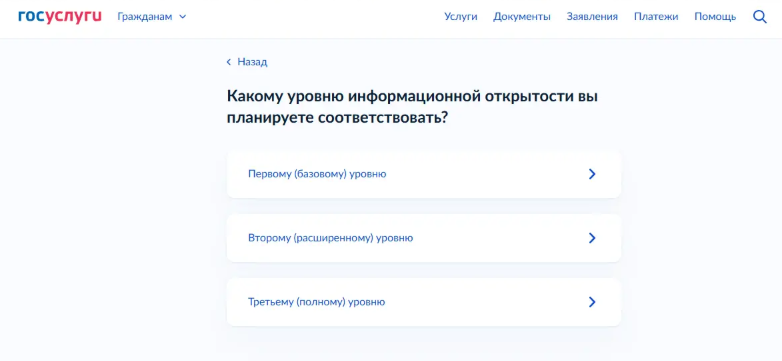 госуслуги Гражданам Услуги Документы Заявления Платежи Помощь
Назад
Какому уровню информационной открытости вы
планируете соответствовать?
Первому (базовому) уровню
Второму (расширенному) уровню
Третьему (полному) уровню